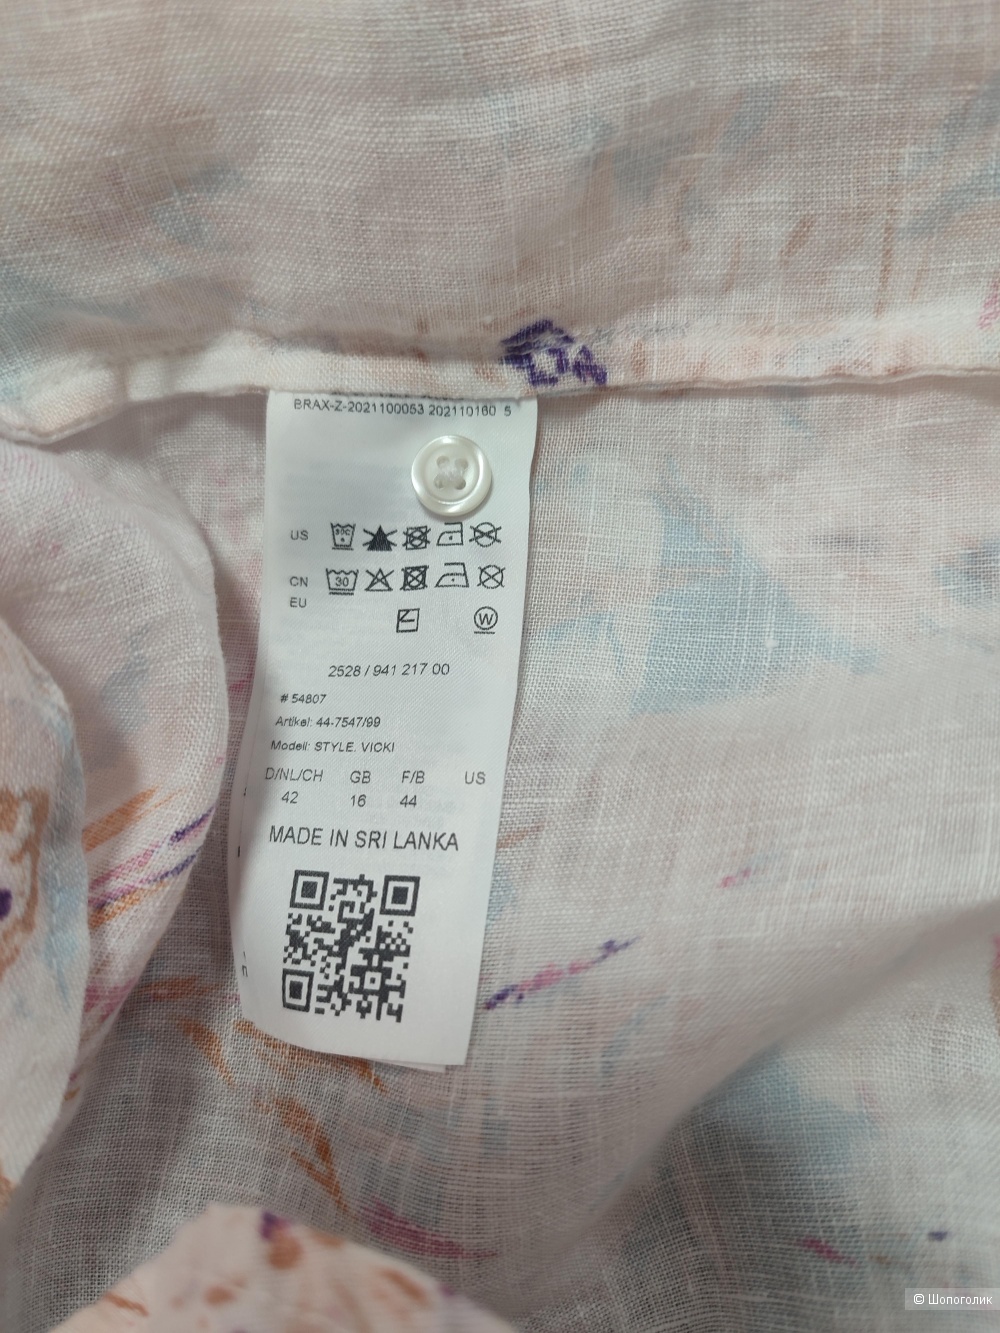 BRAX-Z-2021100053 202110160 5
US
CN 30
EU
W
2528 / 941 217 00
# 54807
Artikel: 44-7547/99
Modell: STYLE. VICKI
D/NL/CH GB F/B US
42 16 44
MADE IN SRI LANKA
© Шопоголик